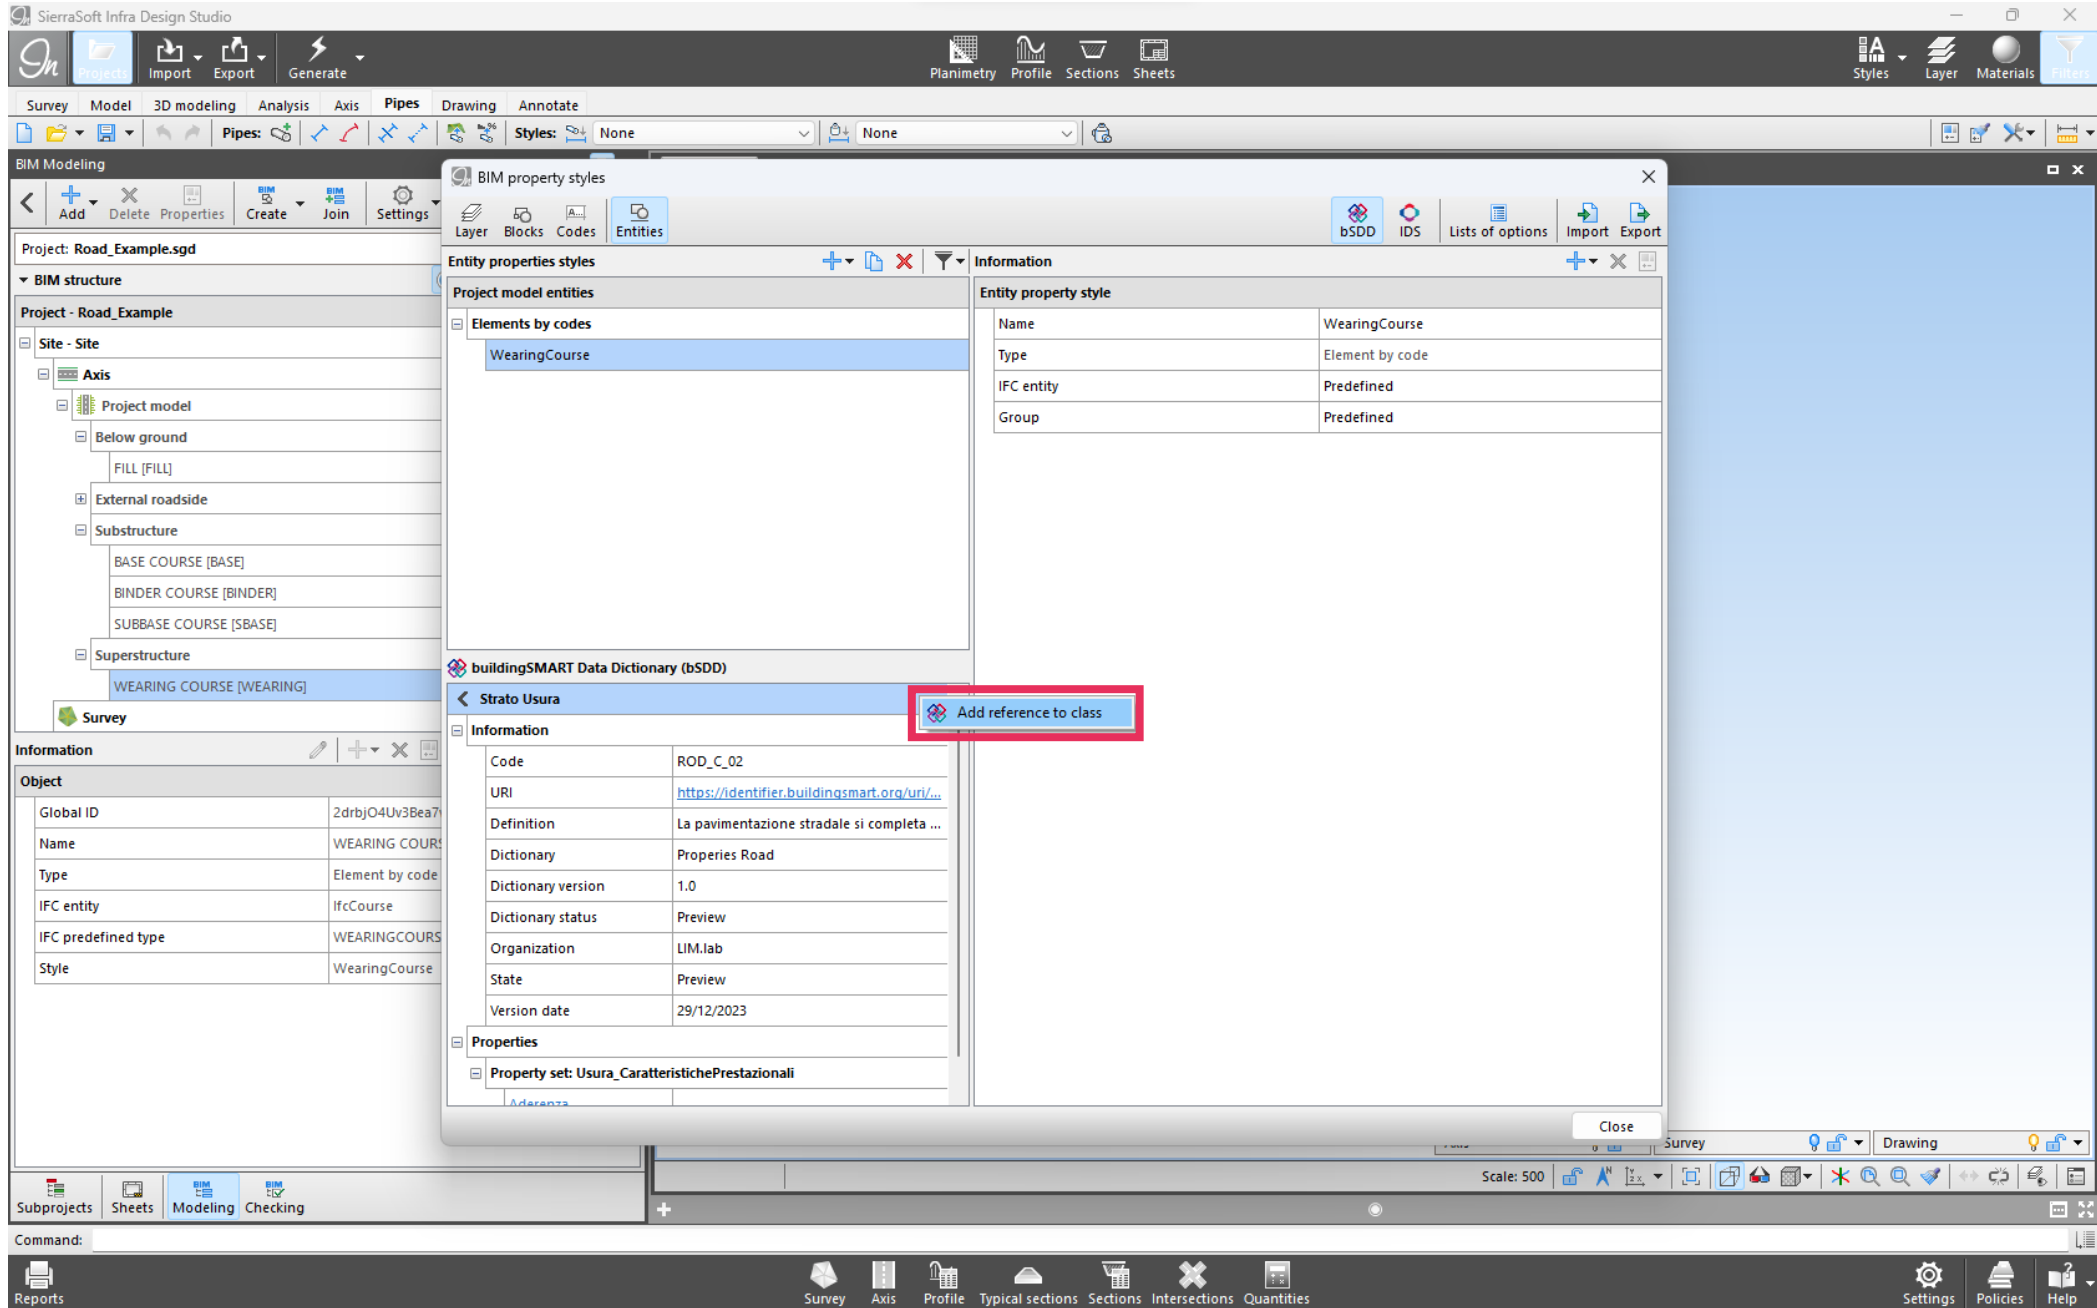 SierraSoft Infra Design Studio
Projects Import Export Generate
Planimetry Profile Sections Sheets
Styles Layer Materials Filters
Survey Model 3D modeling Analysis Axis Pipes Drawing Annotate
Pipes: Styles: None None
BIM Modeling
Add Delete Properties Create Join Settings
Project: Road_Example.sgd
BIM structure
Project - Road_Example
Site - Site
Axis
Project model
Below ground
FILL [FILL]
External roadside
Substructure
BASE COURSE [BASE]
BINDER COURSE [BINDER]
SUBBASE COURSE [SBASE]
Superstructure
WEARING COURSE [WEARING]
Survey
Information
Object
Global ID 2drbjO4Uv3Bea7
Name WEARING COURS
Type Element by code
IFC entity IfcCourse
IFC predefined type WEARINGCOURS
Style WearingCourse
BIM property styles
Layer Blocks Codes Entities
bSDD IDS Lists of options Import Export
Entity properties styles
Project model entities
Elements by codes
WearingCourse
Information
Entity property style
Name WearingCourse
Type Element by code
IFC entity Predefined
Group Predefined
buildingSMART Data Dictionary (bSDD)
Strato Usura
Add reference to class
Information
Code ROD_C_02
URI https://identifier.buildingsmart.org/uri/...
Definition La pavimentazione stradale si completa ...
Dictionary Properies Road
Dictionary version 1.0
Dictionary status Preview
Organization LIM.lab
State Preview
Version date 29/12/2023
Properties
Property set: Usura_CaratteristichePrestazionali
Aderenza
Close
Survey Drawing
Scale: 500
Subprojects Sheets Modeling Checking
Command:
Reports
Survey Axis Profile Typical sections Sections Intersections Quantities
Settings Policies Help